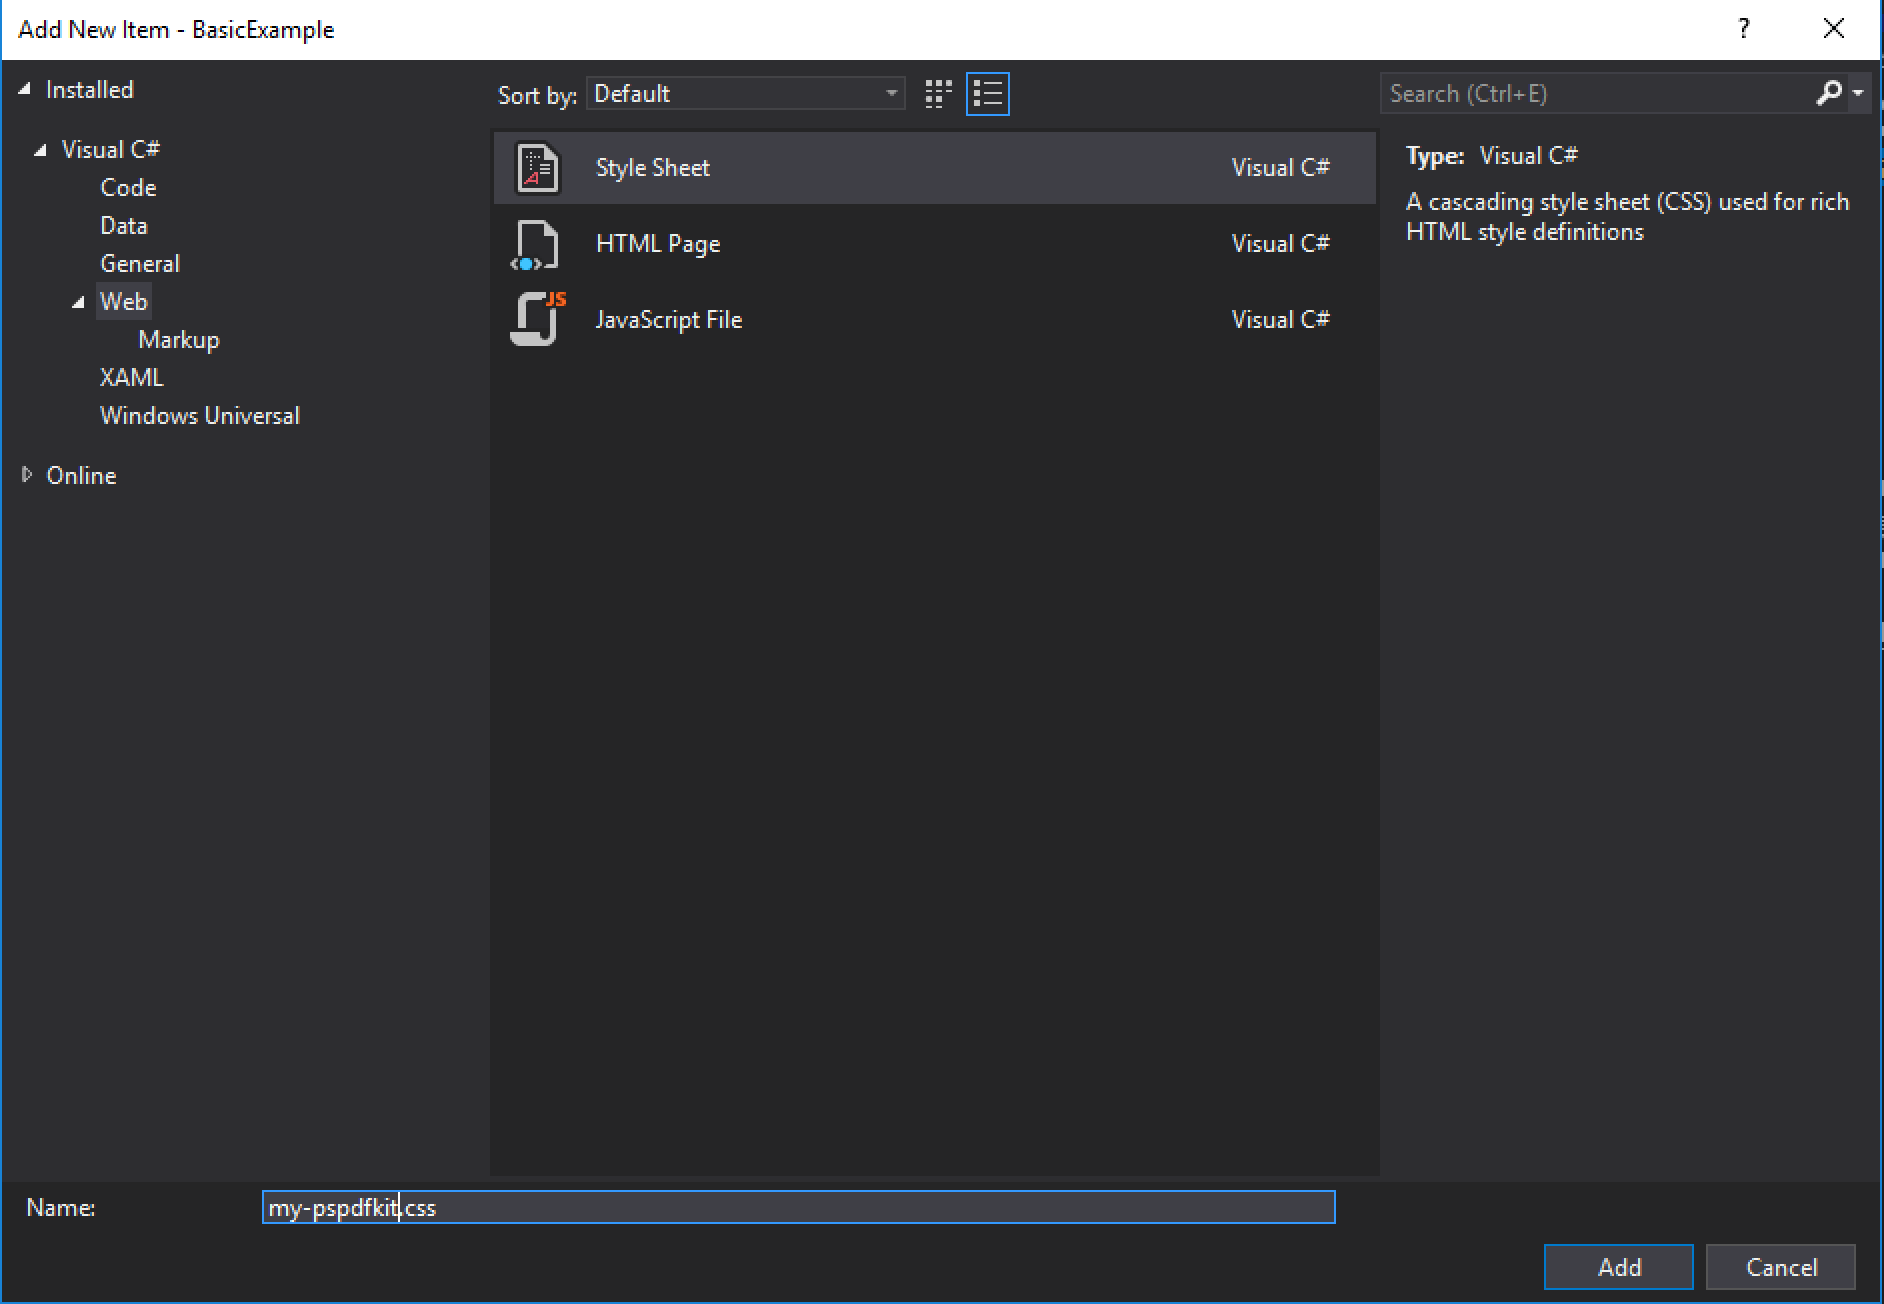 Add New Item - BasicExample
?
Installed
Visual C#
Code
Data
General
Web
Markup
XAML
Windows Universal
Online
Sort by: Default
Style Sheet Visual C#
HTML Page Visual C#
JS
JavaScript File Visual C#
Search (Ctrl+E)
Type: Visual C#
A cascading style sheet (CSS) used for rich
HTML style definitions
Name: my-pspdfkit.css
Add Cancel